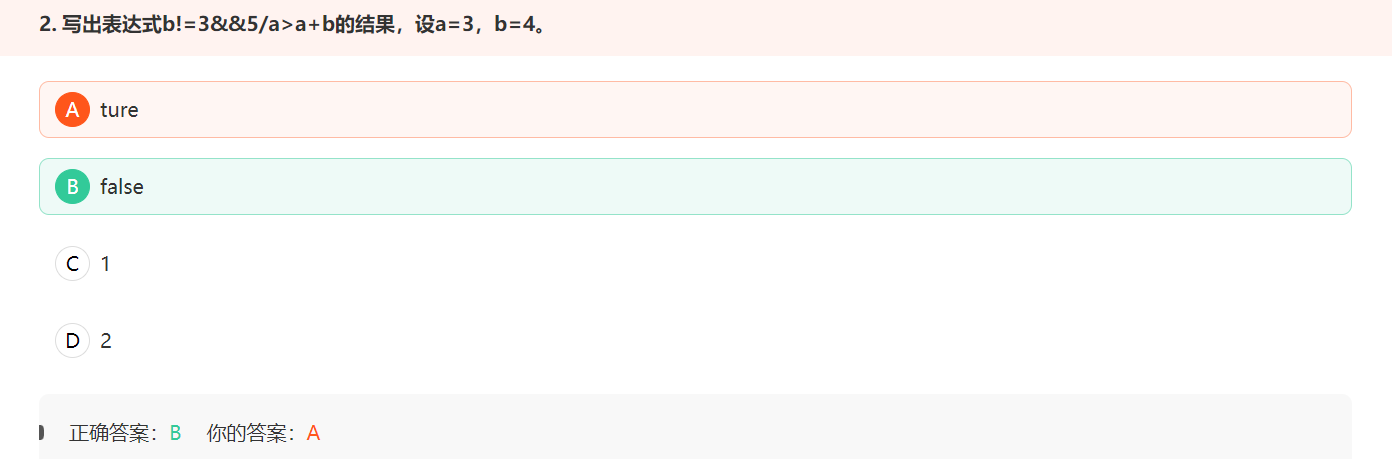 2. 写出表达式b!=3&&5/a>a+b的结果，设a=3，b=4。
A ture
B false
C 1
D 2
正确答案：B 你的答案：A